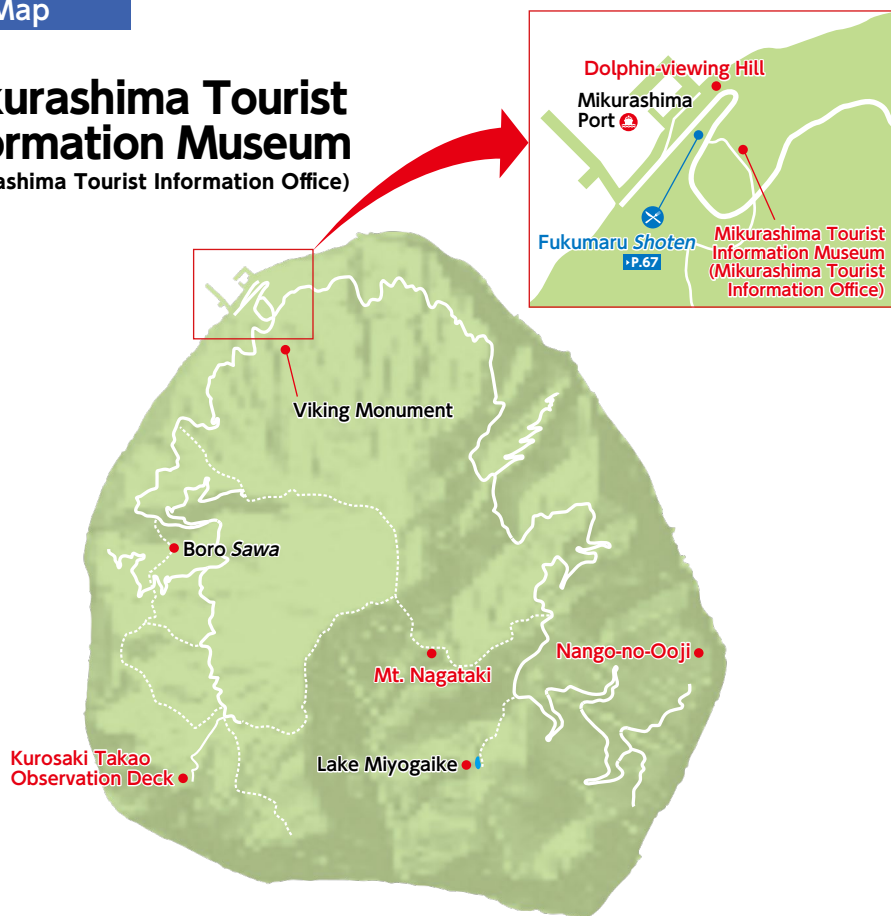 Map
kurashima Tourist
ormation Museum
ashima Tourist Information Office)
Dolphin-viewing Hill
Mikurashima
Port
Fukumaru Shoten
▸P.67
Mikurashima Tourist
Information Museum
(Mikurashima Tourist
Information Office)
Viking Monument
Boro Sawa
Mt. Nagataki
Nango-no-Ooji
Kurosaki Takao
Observation Deck
Lake Miyogaike